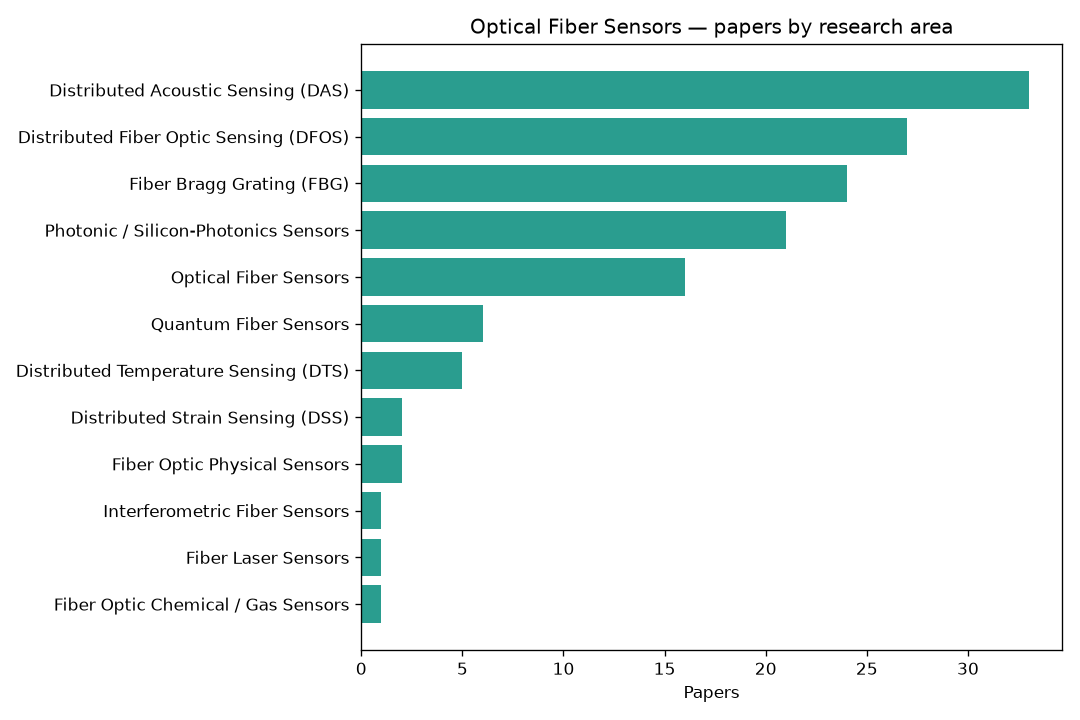 Optical Fiber Sensors — papers by research area
Distributed Acoustic Sensing (DAS)
Distributed Fiber Optic Sensing (DFOS)
Fiber Bragg Grating (FBG)
Photonic / Silicon-Photonics Sensors
Optical Fiber Sensors
Quantum Fiber Sensors
Distributed Temperature Sensing (DTS)
Distributed Strain Sensing (DSS)
Fiber Optic Physical Sensors
Interferometric Fiber Sensors
Fiber Laser Sensors
Fiber Optic Chemical / Gas Sensors
0 5 10 15 20 25 30
Papers